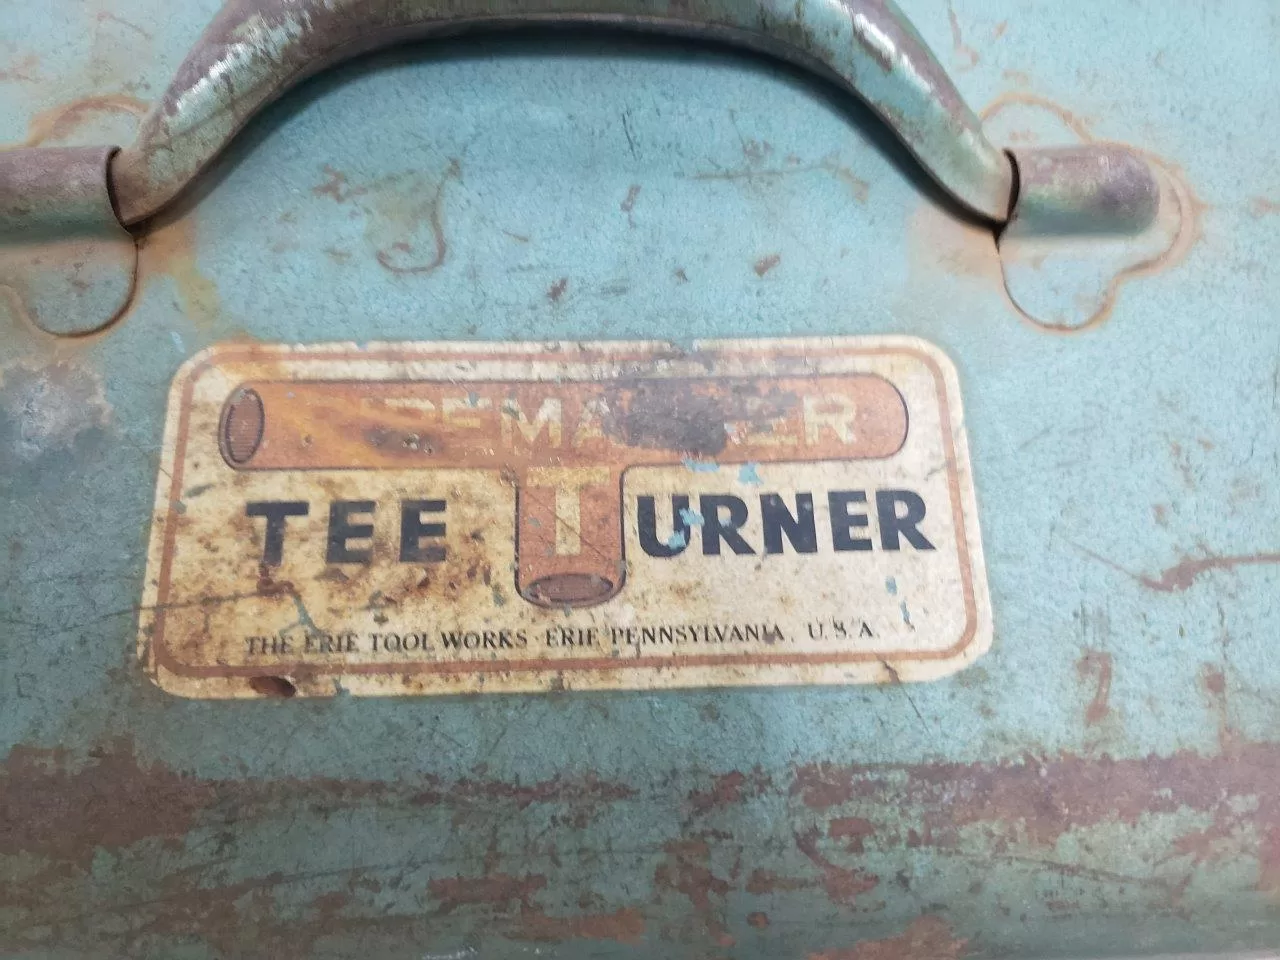 TEE TURNER
THE ERIE TOOL WORKS ERIE PENNSYLVANIA, U.S.A.